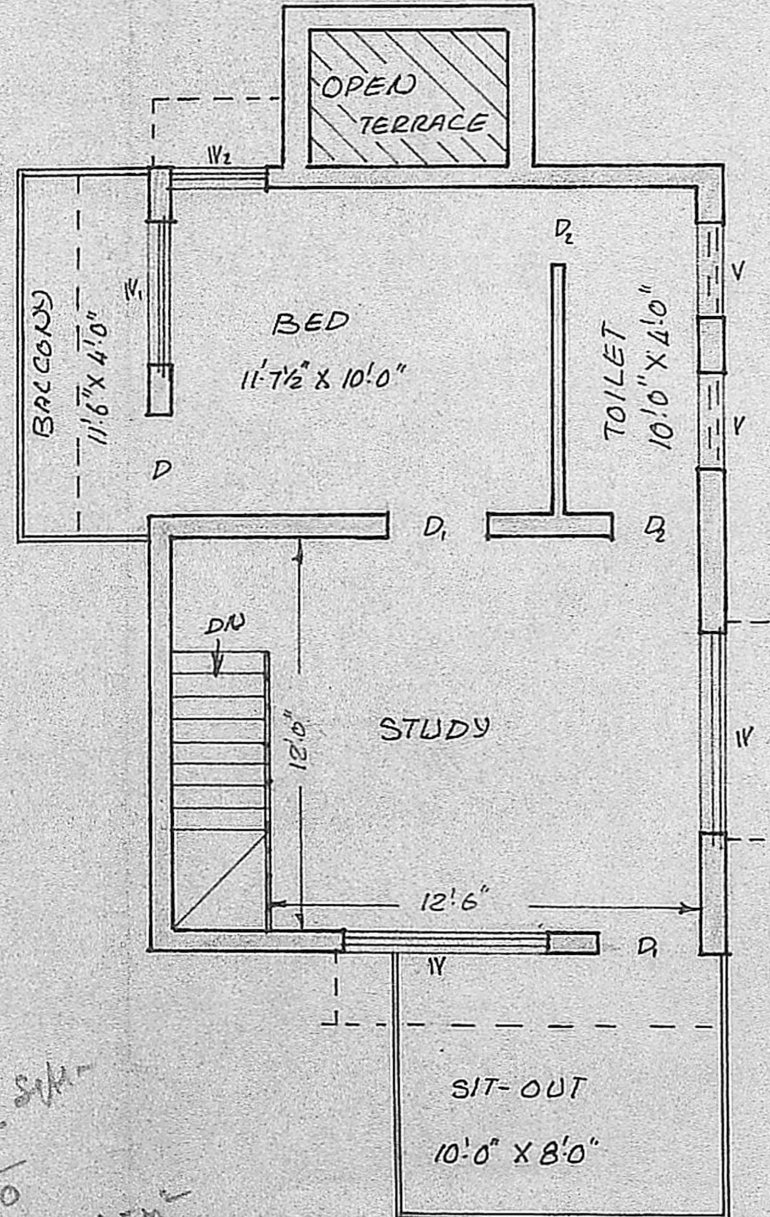 OPEN
TERRACE
W2
D2
V
W1
BED
11'-7½" X 10'-0"
BALCONY
11'6" X 4'0"
TOILET
10'0" X 4'0"
V
D
D1
D2
DN
12'0"
STUDY
W
12'6"
W
D1
SIT-OUT
10'0" X 8'0"